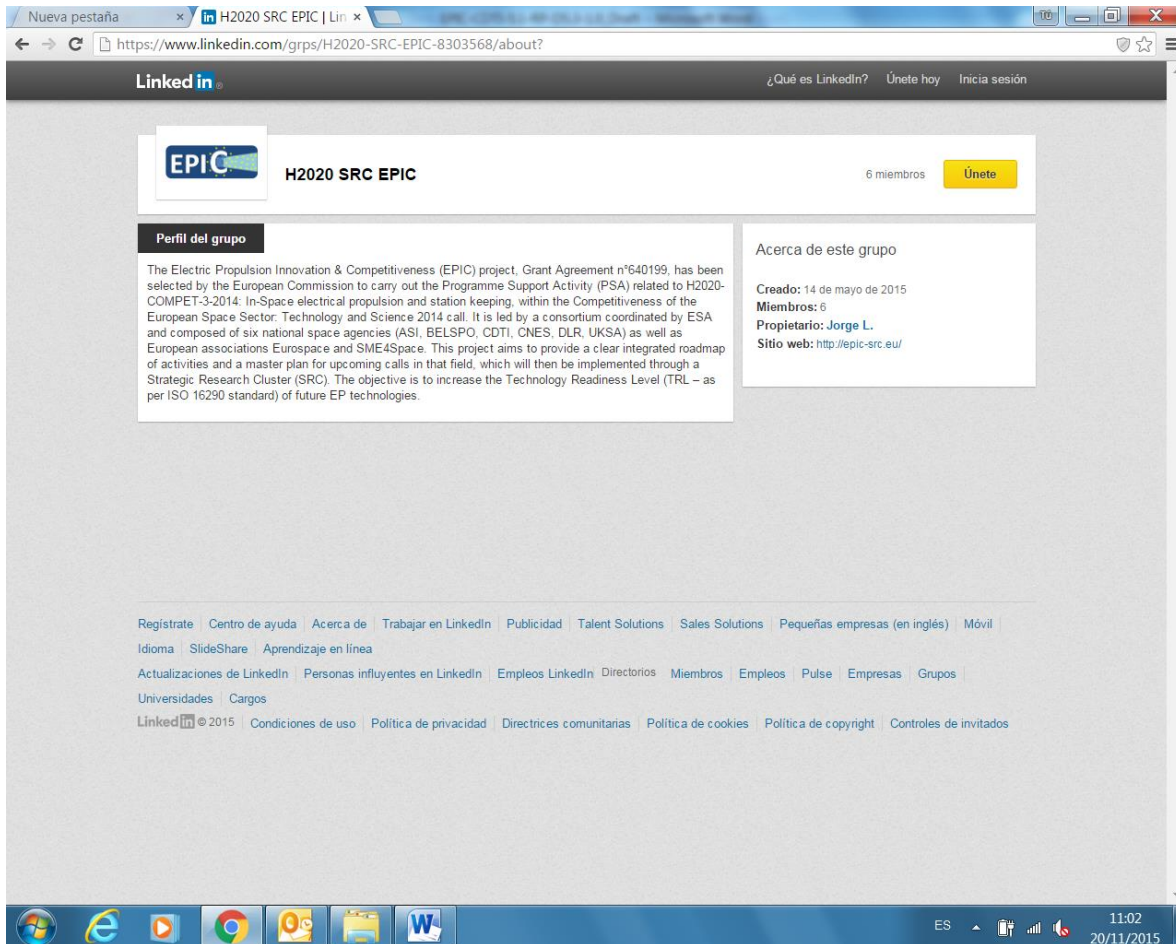 Nueva pestaña
H2020 SRC EPIC | Lin
https://www.linkedin.com/grps/H2020-SRC-EPIC-8303568/about?
Linked in ®
¿Qué es LinkedIn? Únete hoy Inicia sesión
EPIC
H2020 SRC EPIC
6 miembros
Únete
Perfil del grupo
The Electric Propulsion Innovation & Competitiveness (EPIC) project, Grant Agreement n°640199, has been
selected by the European Commission to carry out the Programme Support Activity (PSA) related to H2020-
COMPET-3-2014: In-Space electrical propulsion and station keeping, within the Competitiveness of the
European Space Sector: Technology and Science 2014 call. It is led by a consortium coordinated by ESA
and composed of six national space agencies (ASI, BELSPO, CDTI, CNES, DLR, UKSA) as well as
European associations Eurospace and SME4Space. This project aims to provide a clear integrated roadmap
of activities and a master plan for upcoming calls in that field, which will then be implemented through a
Strategic Research Cluster (SRC). The objective is to increase the Technology Readiness Level (TRL – as
per ISO 16290 standard) of future EP technologies.
Acerca de este grupo
Creado: 14 de mayo de 2015
Miembros: 6
Propietario: Jorge L.
Sitio web: http://epic-src.eu/
Regístrate Centro de ayuda Acerca de Trabajar en LinkedIn Publicidad Talent Solutions Sales Solutions Pequeñas empresas (en inglés) Móvil
Idioma SlideShare Aprendizaje en línea
Actualizaciones de LinkedIn Personas influyentes en LinkedIn Empleos LinkedIn Directorios Miembros Empleos Pulse Empresas Grupos
Universidades Cargos
Linked in © 2015 Condiciones de uso Política de privacidad Directrices comunitarias Política de cookies Política de copyright Controles de invitados
ES
11:02
20/11/2015